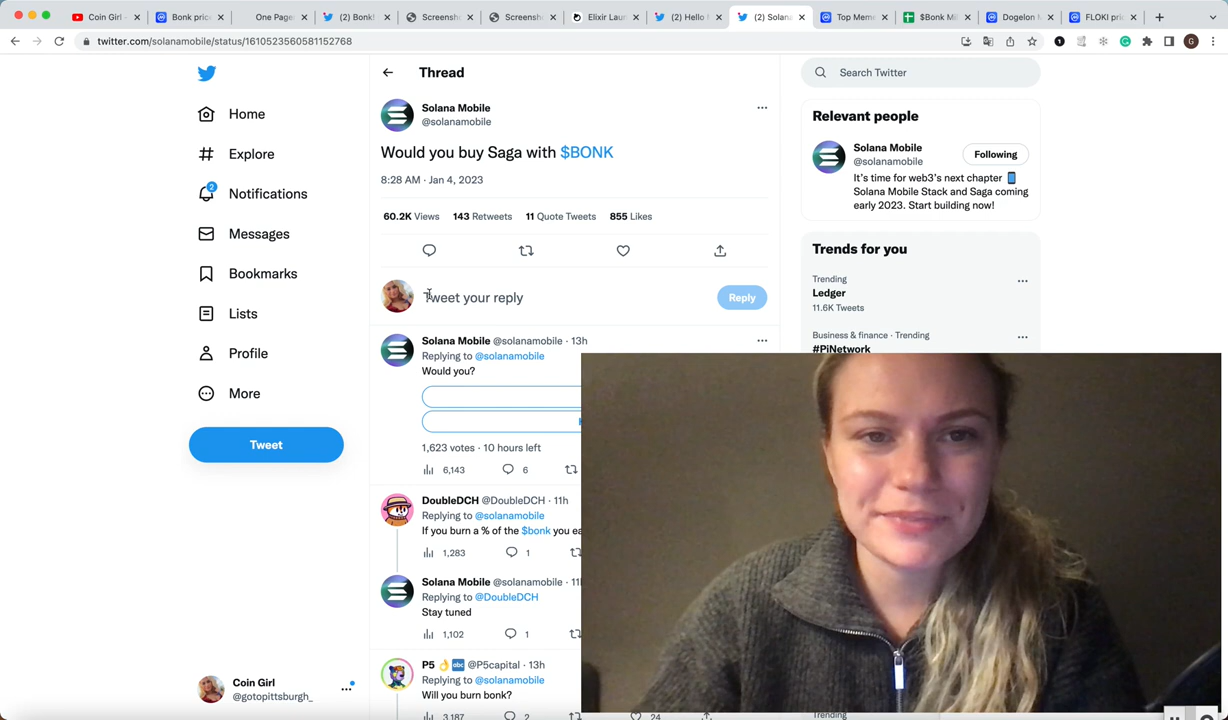 Coin Girl -
Bonk price
One Page
(2) Bonk!
Screensho
Screensho
Elixir Laun
(2) Hello
(2) Solan
Top Meme
$Bonk Mi
Dogelon M
FLOKI pri
twitter.com/solanamobile/status/1610523560581152768
G
Home
Explore
2
Notifications
Messages
Bookmarks
Lists
Profile
More
Tweet
Coin Girl
@gotopittsburgh_
Thread
Solana Mobile
@solanamobile
Would you buy Saga with $BONK
8:28 AM · Jan 4, 2023
60.2K Views 143 Retweets 11 Quote Tweets 855 Likes
Tweet your reply
Reply
Solana Mobile @solanamobile · 13h
Replying to @solanamobile
Would you?
1,623 votes · 10 hours left
6,143 6
DoubleDCH @DoubleDCH · 11h
Replying to @solanamobile
If you burn a % of the $bonk you ea
1,283 1
Solana Mobile @solanamobile · 11
Replying to @DoubleDCH
Stay tuned
1,102 1
P5 👌 abc @P5capital · 13h
Replying to @solanamobile
Will you burn bonk?
3,187 2 24
Search Twitter
Relevant people
Solana Mobile
@solanamobile
Following
It's time for web3's next chapter 📱
Solana Mobile Stack and Saga coming
early 2023. Start building now!
Trends for you
Trending
Ledger
11.6K Tweets
Business & finance · Trending
#PiNetwork
Trending